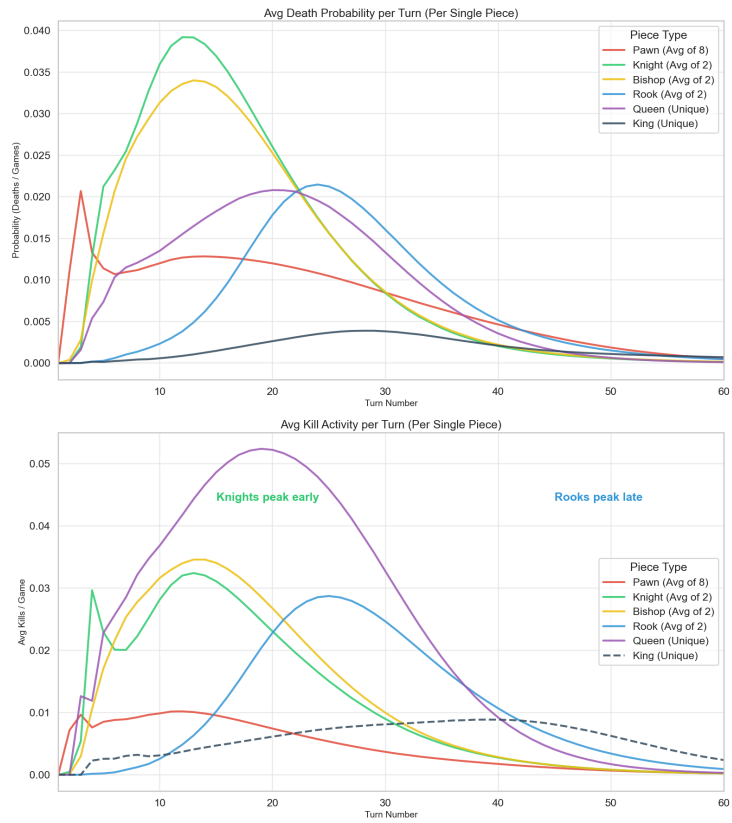 Avg Death Probability per Turn (Per Single Piece)
0.040
0.035
0.030
0.025
0.020
0.015
0.010
0.005
0.000
Probability (Deaths / Games)
Piece Type
Pawn (Avg of 8)
Knight (Avg of 2)
Bishop (Avg of 2)
Rook (Avg of 2)
Queen (Unique)
King (Unique)
10 20 30 40 50 60
Turn Number
Avg Kill Activity per Turn (Per Single Piece)
0.05
0.04
0.03
0.02
0.01
0.00
Avg Kills / Game
Knights peak early
Rooks peak late
Piece Type
Pawn (Avg of 8)
Knight (Avg of 2)
Bishop (Avg of 2)
Rook (Avg of 2)
Queen (Unique)
King (Unique)
10 20 30 40 50 60
Turn Number